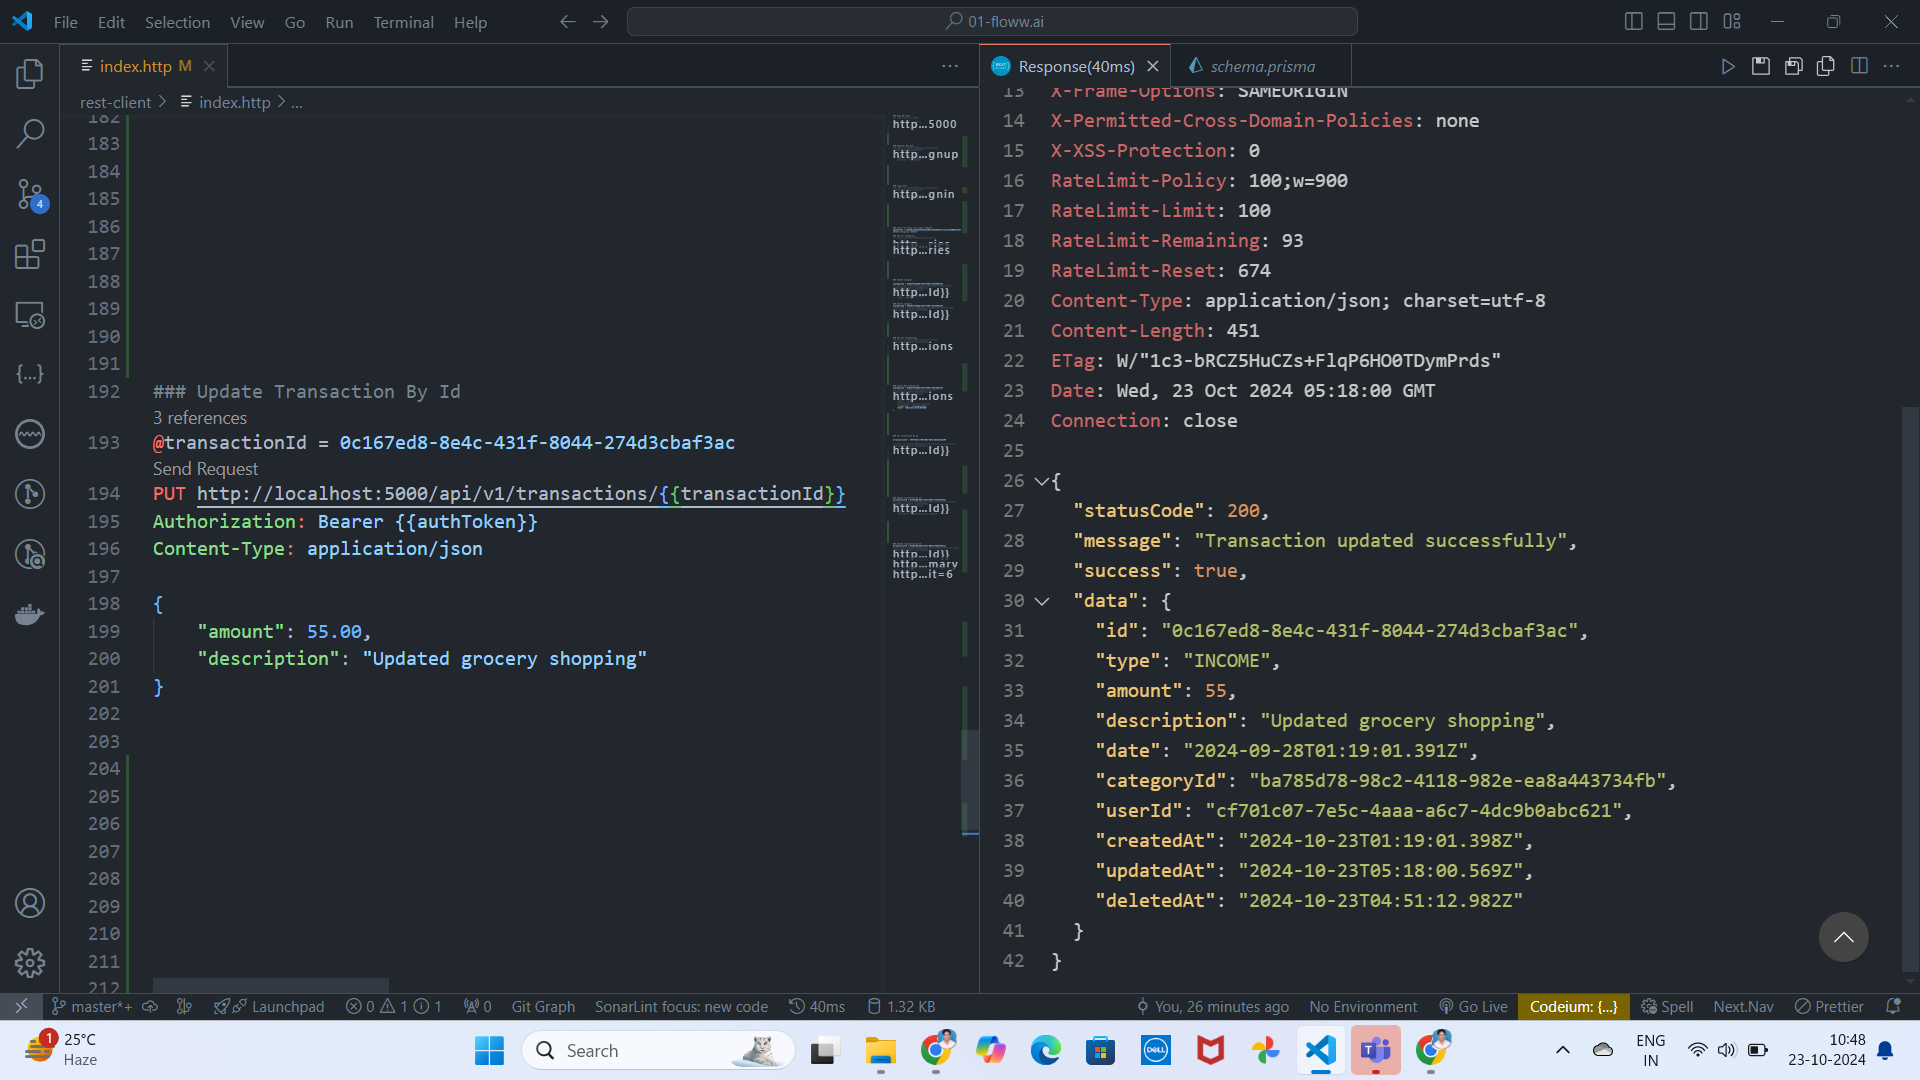 File Edit Selection View Go Run Terminal Help
01-floww.ai
index.http M
Response(40ms)
schema.prisma
rest-client > index.http > ...
4
182
183
184
185
186
187
188
189
190
191
192 ### Update Transaction By Id
3 references
193 @transactionId = 0c167ed8-8e4c-431f-8044-274d3cbaf3ac
Send Request
194 PUT http://localhost:5000/api/v1/transactions/{{transactionId}}
195 Authorization: Bearer {{authToken}}
196 Content-Type: application/json
197
198 {
199 "amount": 55.00,
200 "description": "Updated grocery shopping"
201 }
202
203
204
205
206
207
208
209
210
211
212
http...5000
http...gnup
http...gnin
http...ries
http...Id}}
http...Id}}
http...ions
http...ions
http...Id}}
http...Id}}
http...Id}}
http...mary
http...it=6
13 X-Frame-Options: SAMEORIGIN
14 X-Permitted-Cross-Domain-Policies: none
15 X-XSS-Protection: 0
16 RateLimit-Policy: 100;w=900
17 RateLimit-Limit: 100
18 RateLimit-Remaining: 93
19 RateLimit-Reset: 674
20 Content-Type: application/json; charset=utf-8
21 Content-Length: 451
22 ETag: W/"1c3-bRCZ5HuCZs+FlqP6HO0TDymPrds"
23 Date: Wed, 23 Oct 2024 05:18:00 GMT
24 Connection: close
25
26 {
27 "statusCode": 200,
28 "message": "Transaction updated successfully",
29 "success": true,
30 "data": {
31 "id": "0c167ed8-8e4c-431f-8044-274d3cbaf3ac",
32 "type": "INCOME",
33 "amount": 55,
34 "description": "Updated grocery shopping",
35 "date": "2024-09-28T01:19:01.391Z",
36 "categoryId": "ba785d78-98c2-4118-982e-ea8a443734fb",
37 "userId": "cf701c07-7e5c-4aaa-a6c7-4dc9b0abc621",
38 "createdAt": "2024-10-23T01:19:01.398Z",
39 "updatedAt": "2024-10-23T05:18:00.569Z",
40 "deletedAt": "2024-10-23T04:51:12.982Z"
41 }
42 }
master*+ Launchpad 0 1 1 0 Git Graph SonarLint focus: new code 40ms 1.32 KB You, 26 minutes ago No Environment Go Live Codeium: {...} Spell Next.Nav Prettier
1
25°C
Haze
Search
DELL
T
ENG
IN
10:48
23-10-2024